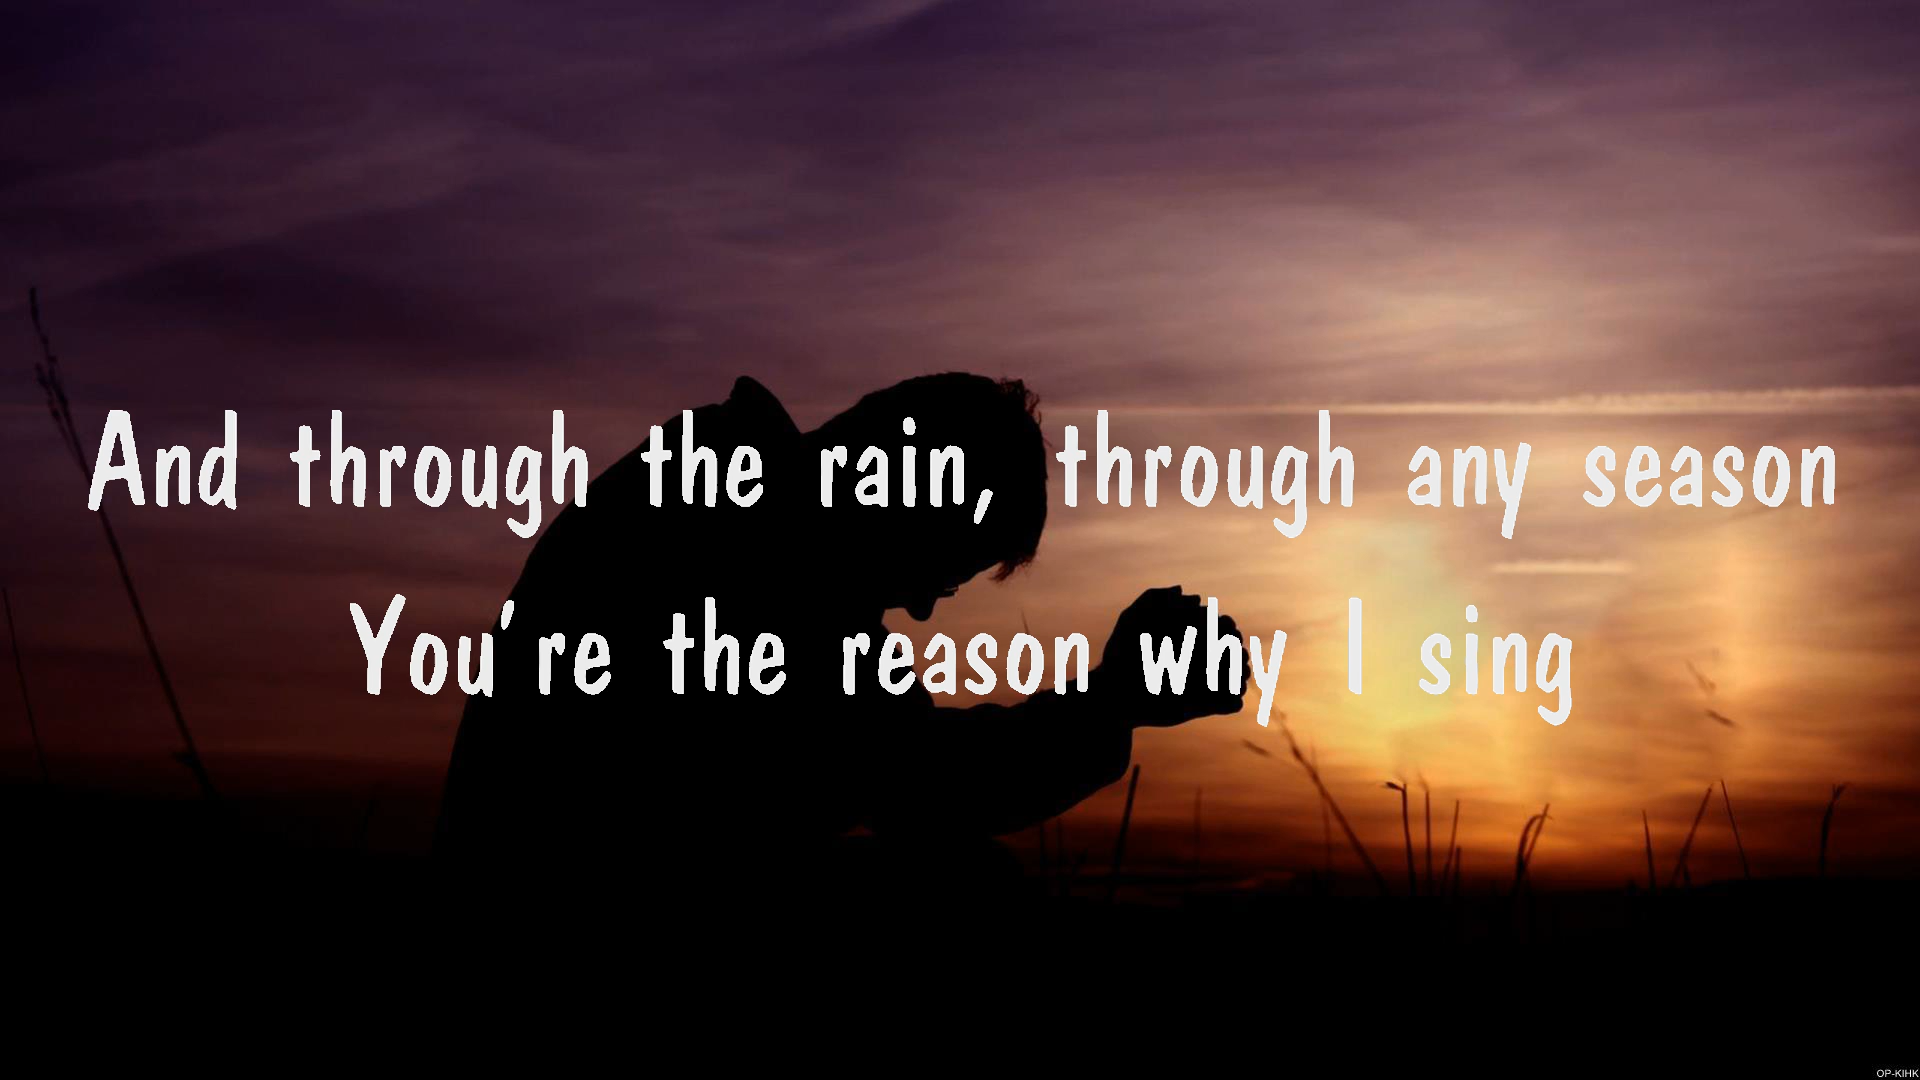 And through the rain, through any season
You're the reason why I sing
OP-KIHK